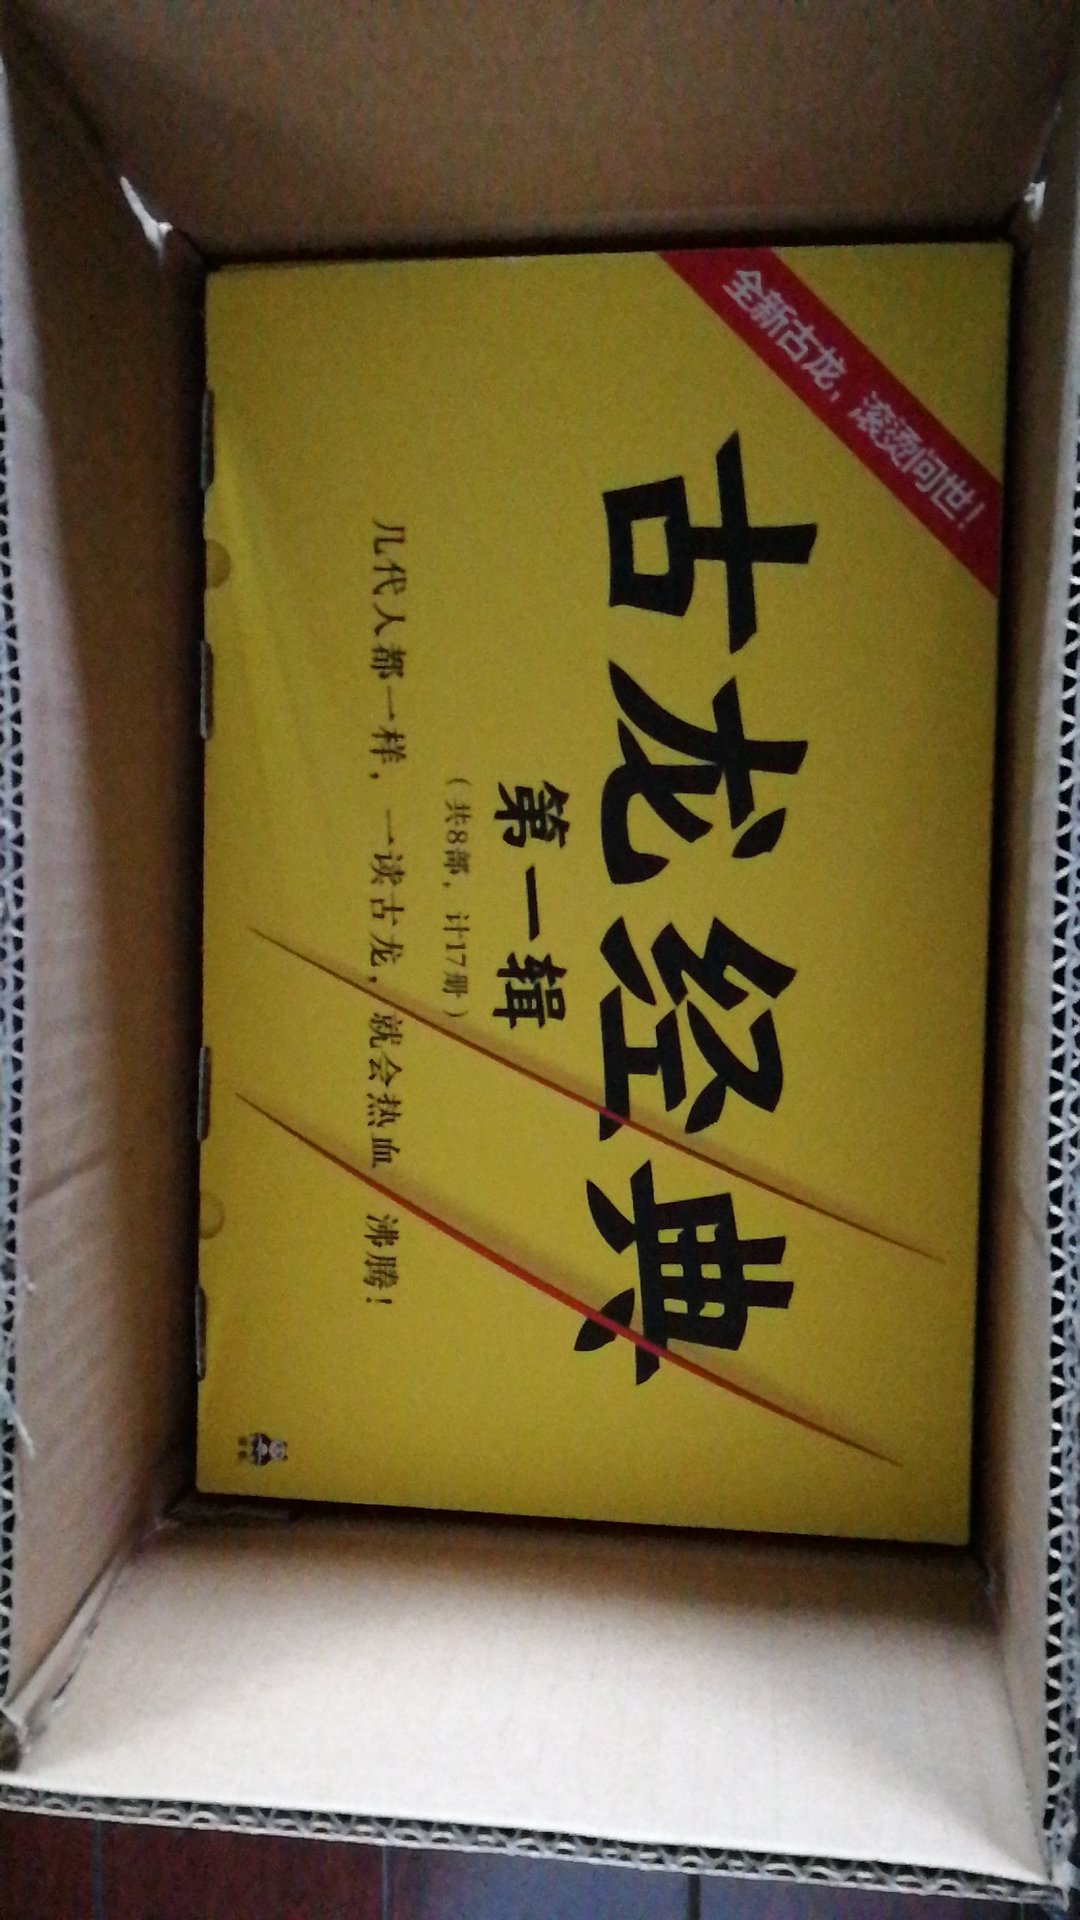 全新古龙，滚烫问世！
古龙经典
第一辑
（共8部，计17册）
几代人都一样，一读古龙，就会热血 沸腾！